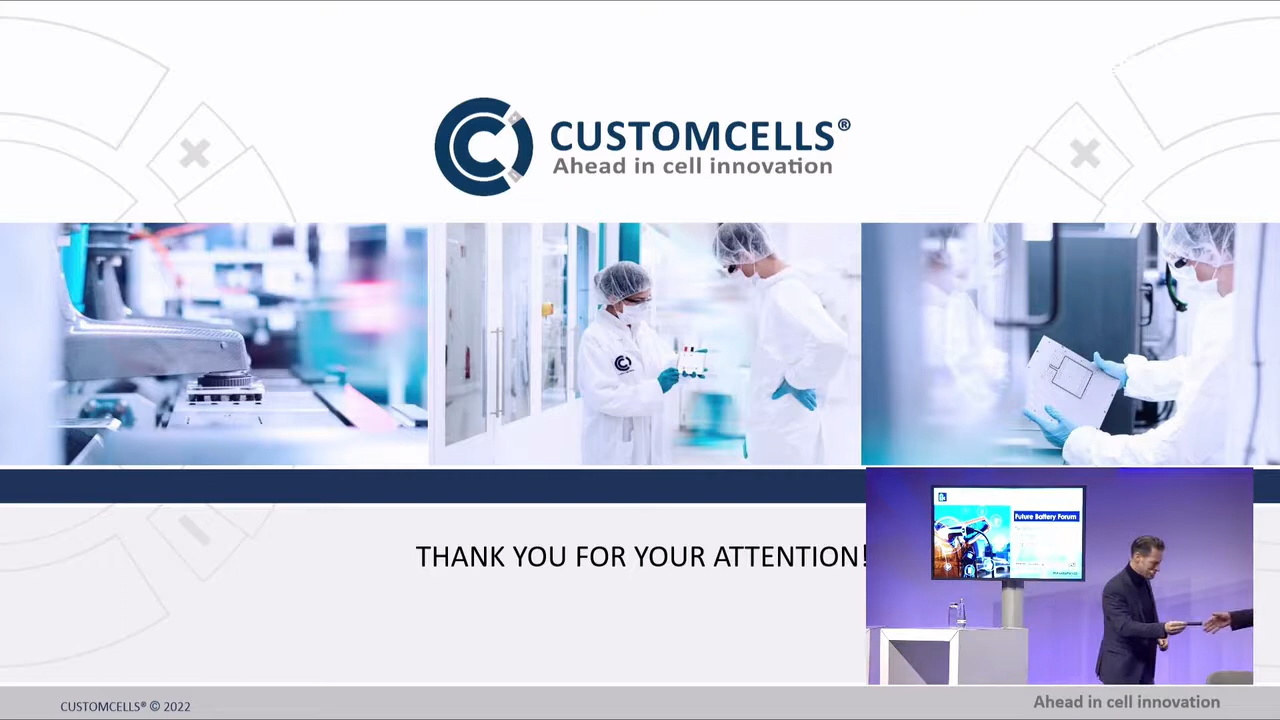 CUSTOMCELLS®
Ahead in cell innovation
Future Battery Forum
THANK YOU FOR YOUR ATTENTION!
CUSTOMCELLS® © 2022
Ahead in cell innovation